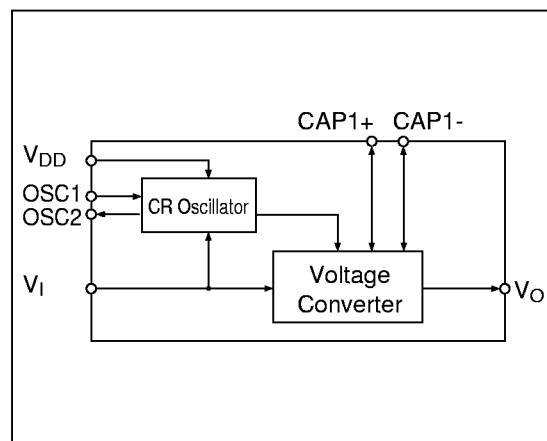 CAP1+ CAP1-
VDD
OSC1
OSC2
CR Oscillator
VI
Voltage
Converter
VO